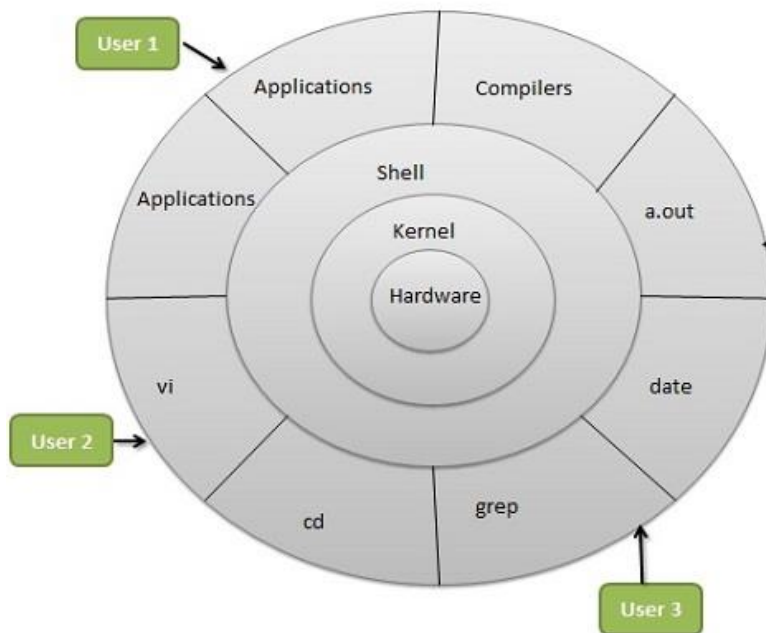 User 1
Applications
Compilers
Shell
Applications
a.out
Kernel
Hardware
vi
date
User 2
cd
grep
User 3